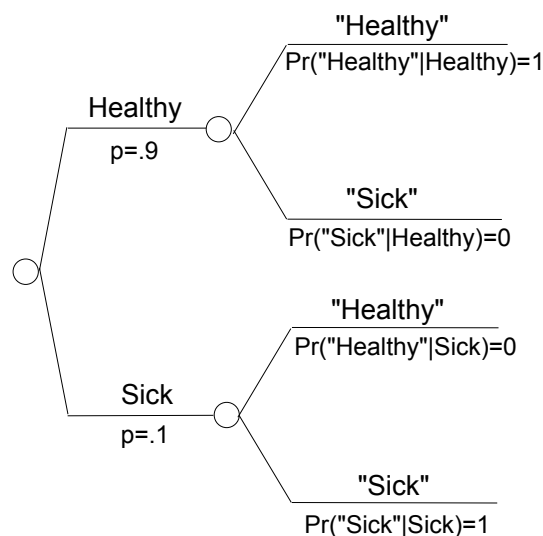 "Healthy"
Pr("Healthy"|Healthy)=1
Healthy
p=.9
"Sick"
Pr("Sick"|Healthy)=0
"Healthy"
Pr("Healthy"|Sick)=0
Sick
p=.1
"Sick"
Pr("Sick"|Sick)=1